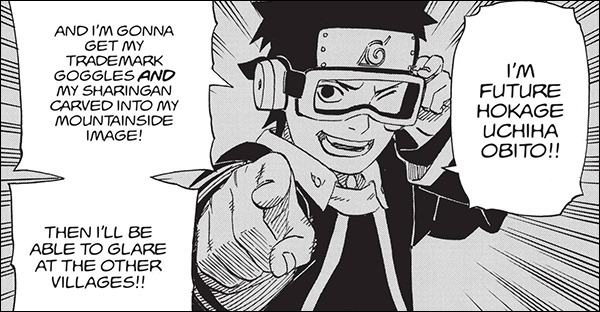 I'M
FUTURE
HOKAGE
UCHIHA
OBITO!!
AND I'M GONNA
GET MY
TRADEMARK
GOGGLES AND
MY SHARINGAN
CARVED INTO MY
MOUNTAINSIDE
IMAGE!
THEN I'LL BE
ABLE TO GLARE
AT THE OTHER
VILLAGES!!